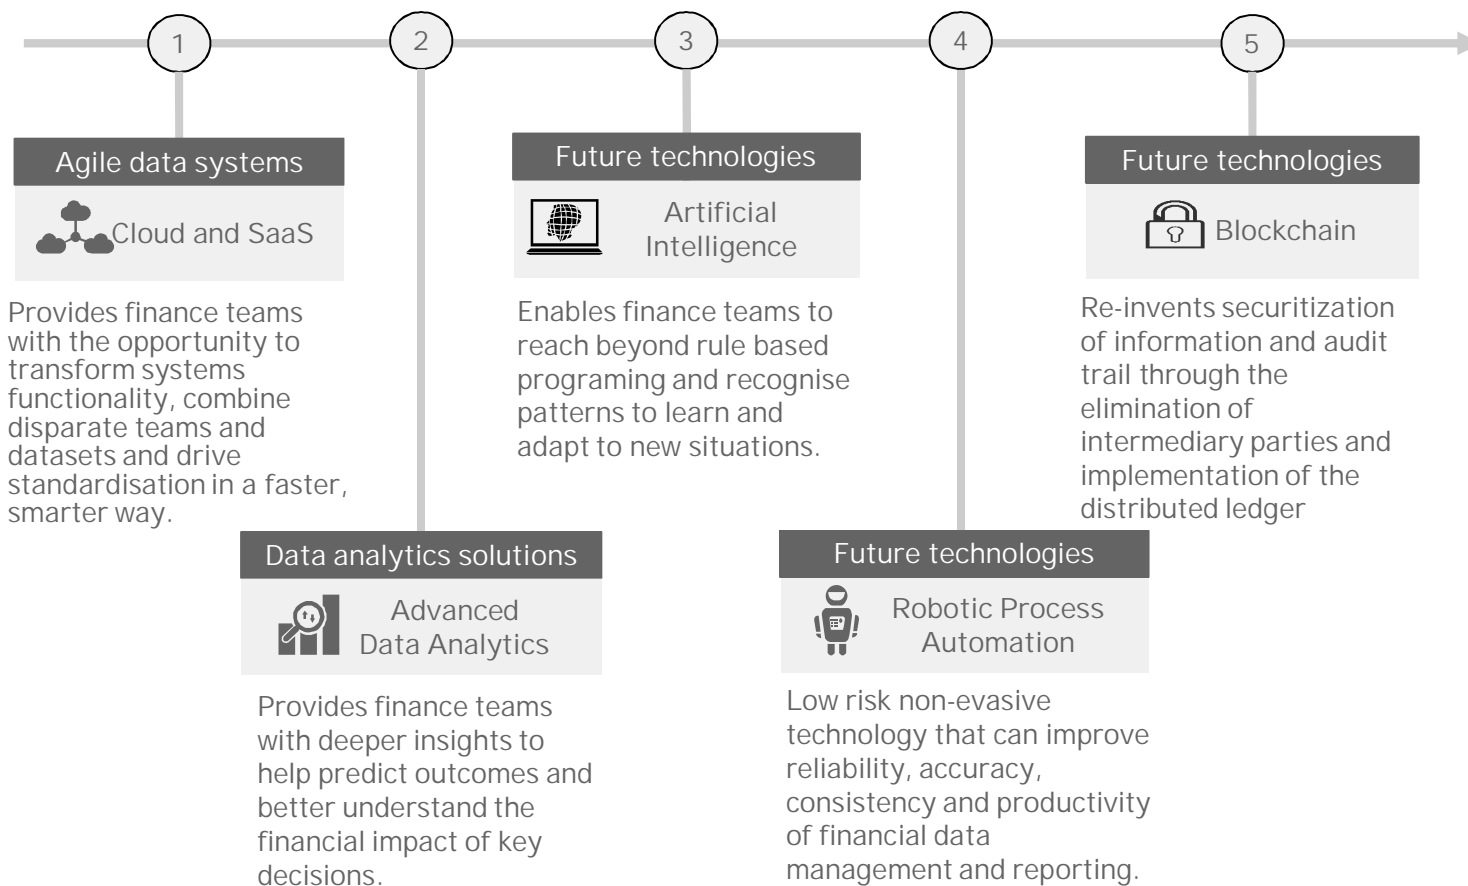 1
2
3
4
5
Agile data systems
Cloud and SaaS
Provides finance teams
with the opportunity to
transform systems
functionality, combine
disparate teams and
datasets and drive
standardisation in a faster,
smarter way.
Data analytics solutions
Advanced
Data Analytics
Provides finance teams
with deeper insights to
help predict outcomes and
better understand the
financial impact of key
decisions.
Future technologies
Artificial
Intelligence
Enables finance teams to
reach beyond rule based
programing and recognise
patterns to learn and
adapt to new situations.
Future technologies
Robotic Process
Automation
Low risk non-evasive
technology that can improve
reliability, accuracy,
consistency and productivity
of financial data
management and reporting.
Future technologies
Blockchain
Re-invents securitization
of information and audit
trail through the
elimination of
intermediary parties and
implementation of the
distributed ledger